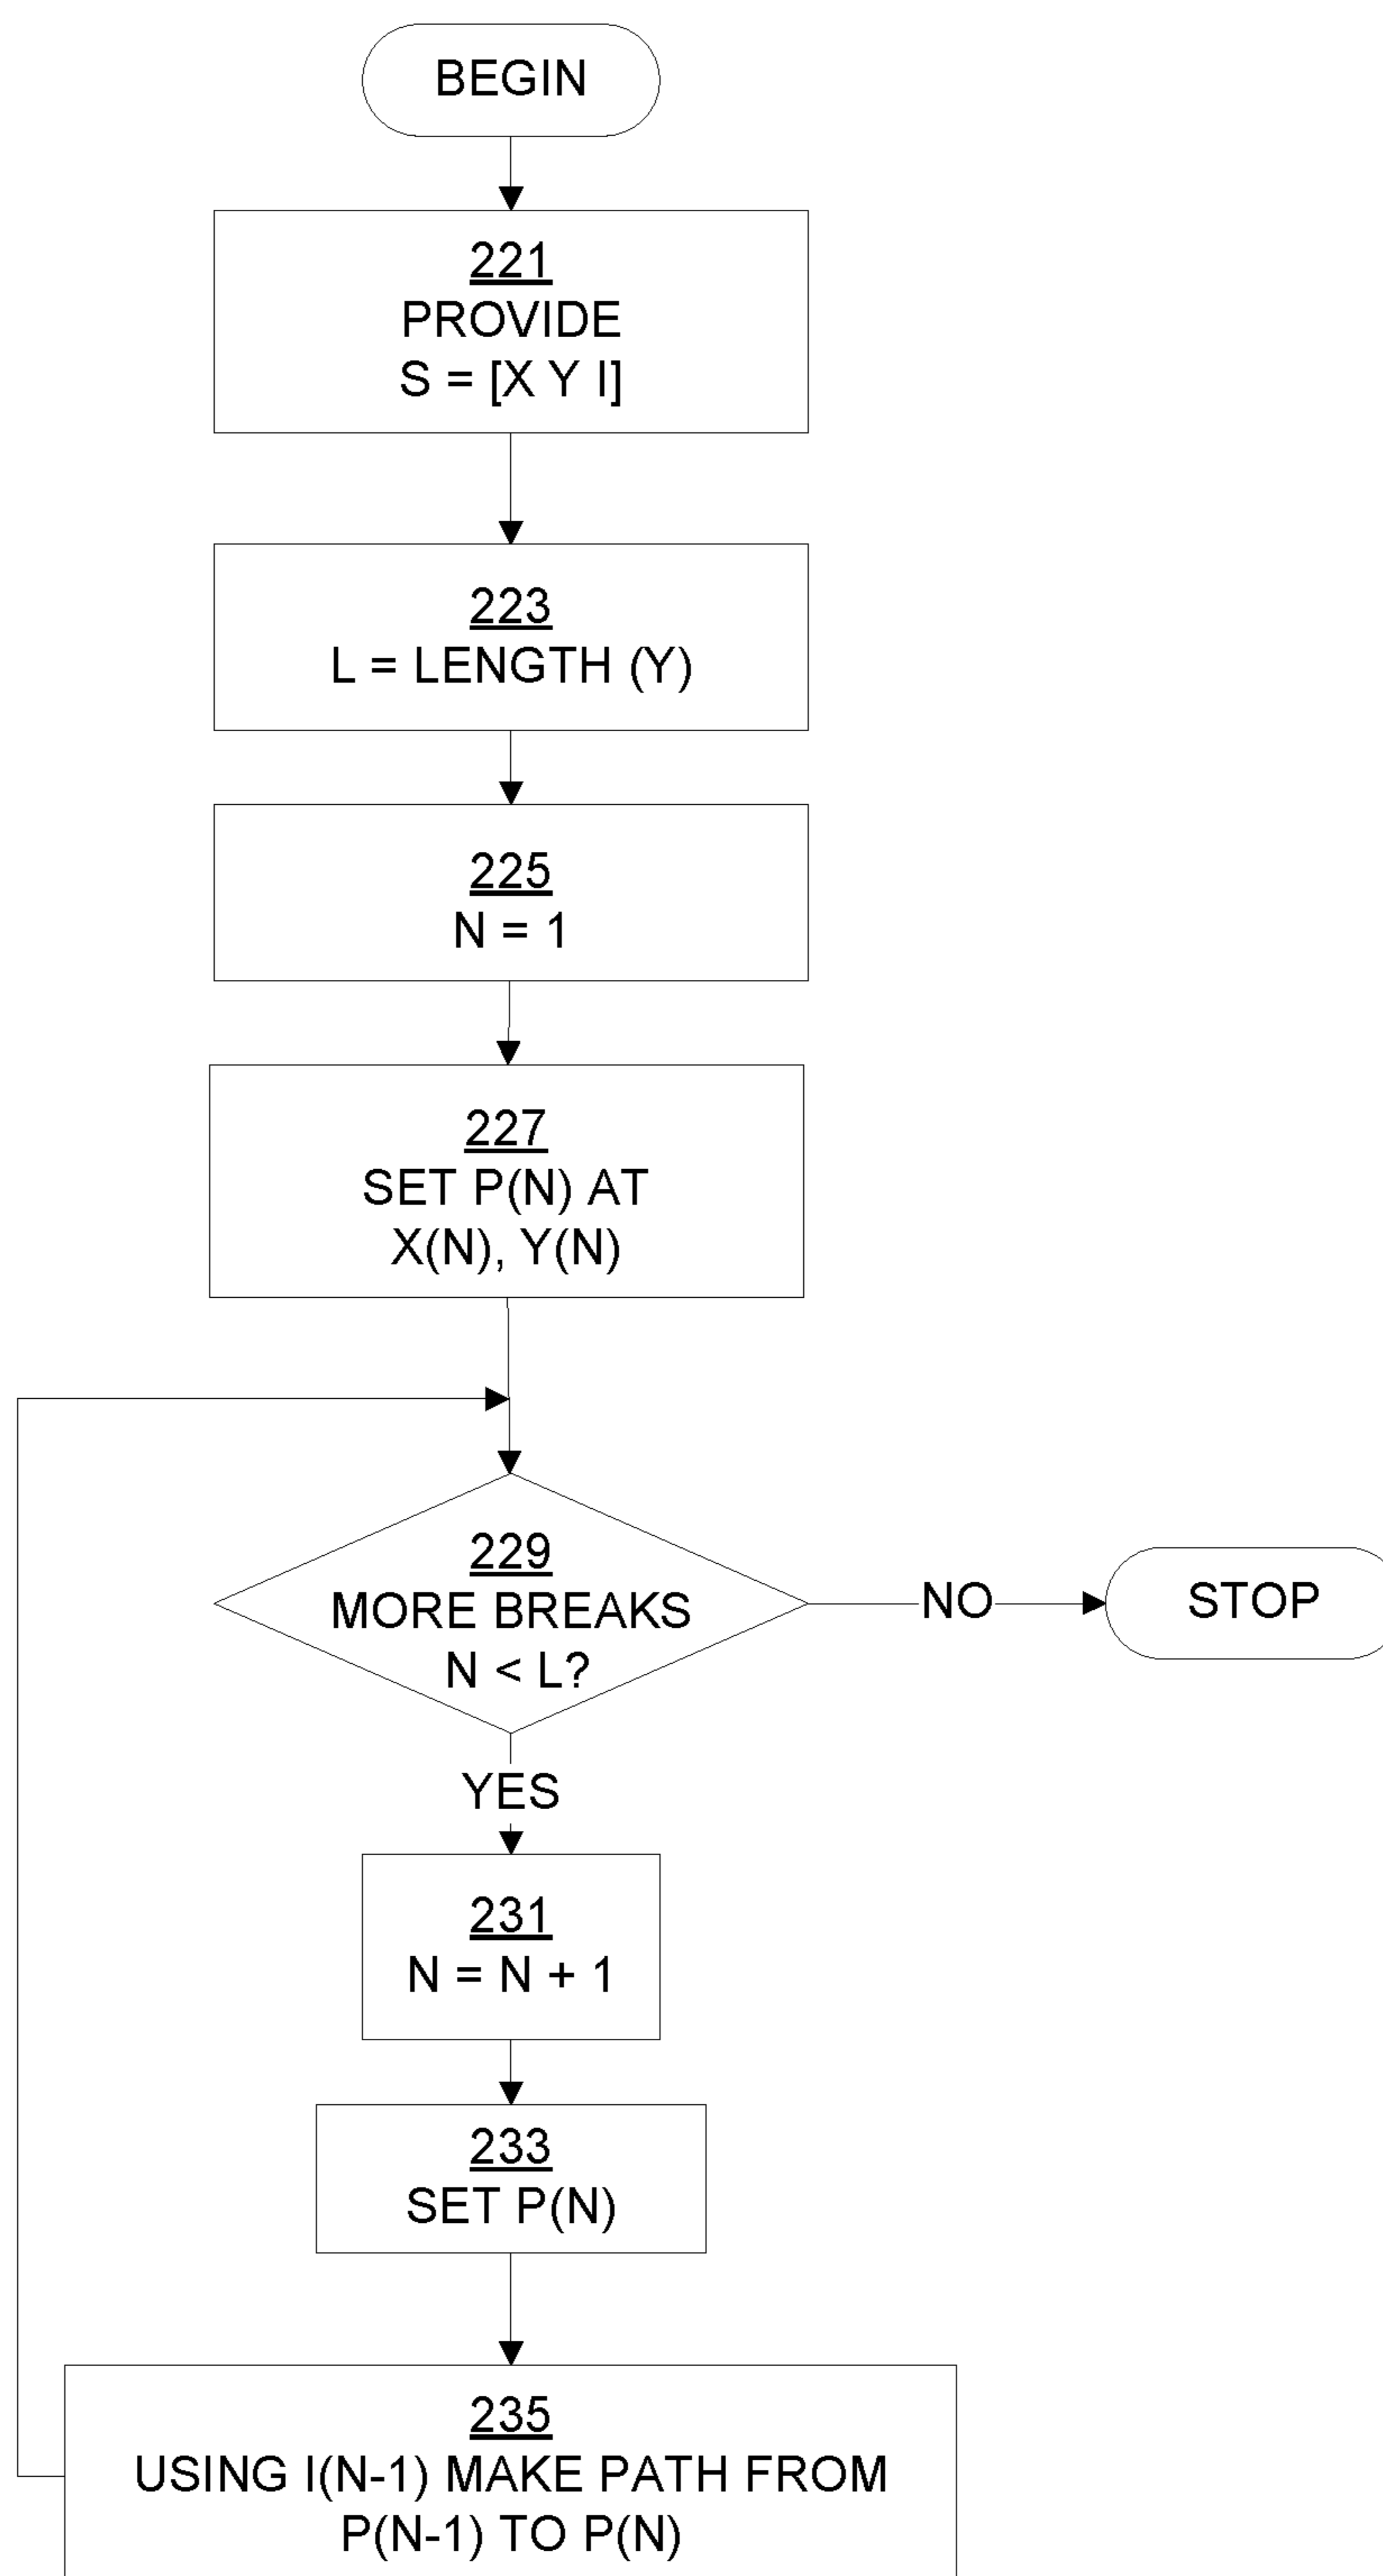 BEGIN
221
PROVIDE
S = [X Y I]
223
L = LENGTH (Y)
225
N = 1
227
SET P(N) AT
X(N), Y(N)
229
MORE BREAKS
N < L?
NO
STOP
YES
231
N = N + 1
233
SET P(N)
235
USING I(N-1) MAKE PATH FROM
P(N-1) TO P(N)